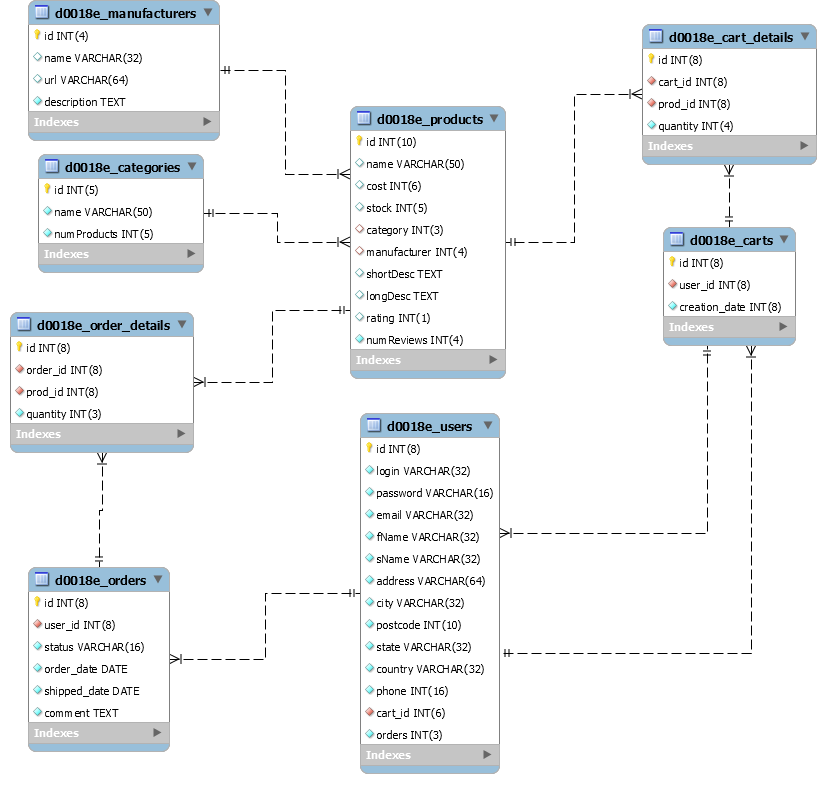 d0018e_manufacturers
id INT(4)
name VARCHAR(32)
url VARCHAR(64)
description TEXT
Indexes
d0018e_categories
id INT(5)
name VARCHAR(50)
numProducts INT(5)
Indexes
d0018e_products
id INT(10)
name VARCHAR(50)
cost INT(6)
stock INT(5)
category INT(3)
manufacturer INT(4)
shortDesc TEXT
longDesc TEXT
rating INT(1)
numReviews INT(4)
Indexes
d0018e_cart_details
id INT(8)
cart_id INT(8)
prod_id INT(8)
quantity INT(4)
Indexes
d0018e_carts
id INT(8)
user_id INT(8)
creation_date INT(8)
Indexes
d0018e_order_details
id INT(8)
order_id INT(8)
prod_id INT(8)
quantity INT(3)
Indexes
d0018e_orders
id INT(8)
user_id INT(8)
status VARCHAR(16)
order_date DATE
shipped_date DATE
comment TEXT
Indexes
d0018e_users
id INT(8)
login VARCHAR(32)
password VARCHAR(16)
email VARCHAR(32)
fName VARCHAR(32)
sName VARCHAR(32)
address VARCHAR(64)
city VARCHAR(32)
postcode INT(10)
state VARCHAR(32)
country VARCHAR(32)
phone INT(16)
cart_id INT(6)
orders INT(3)
Indexes